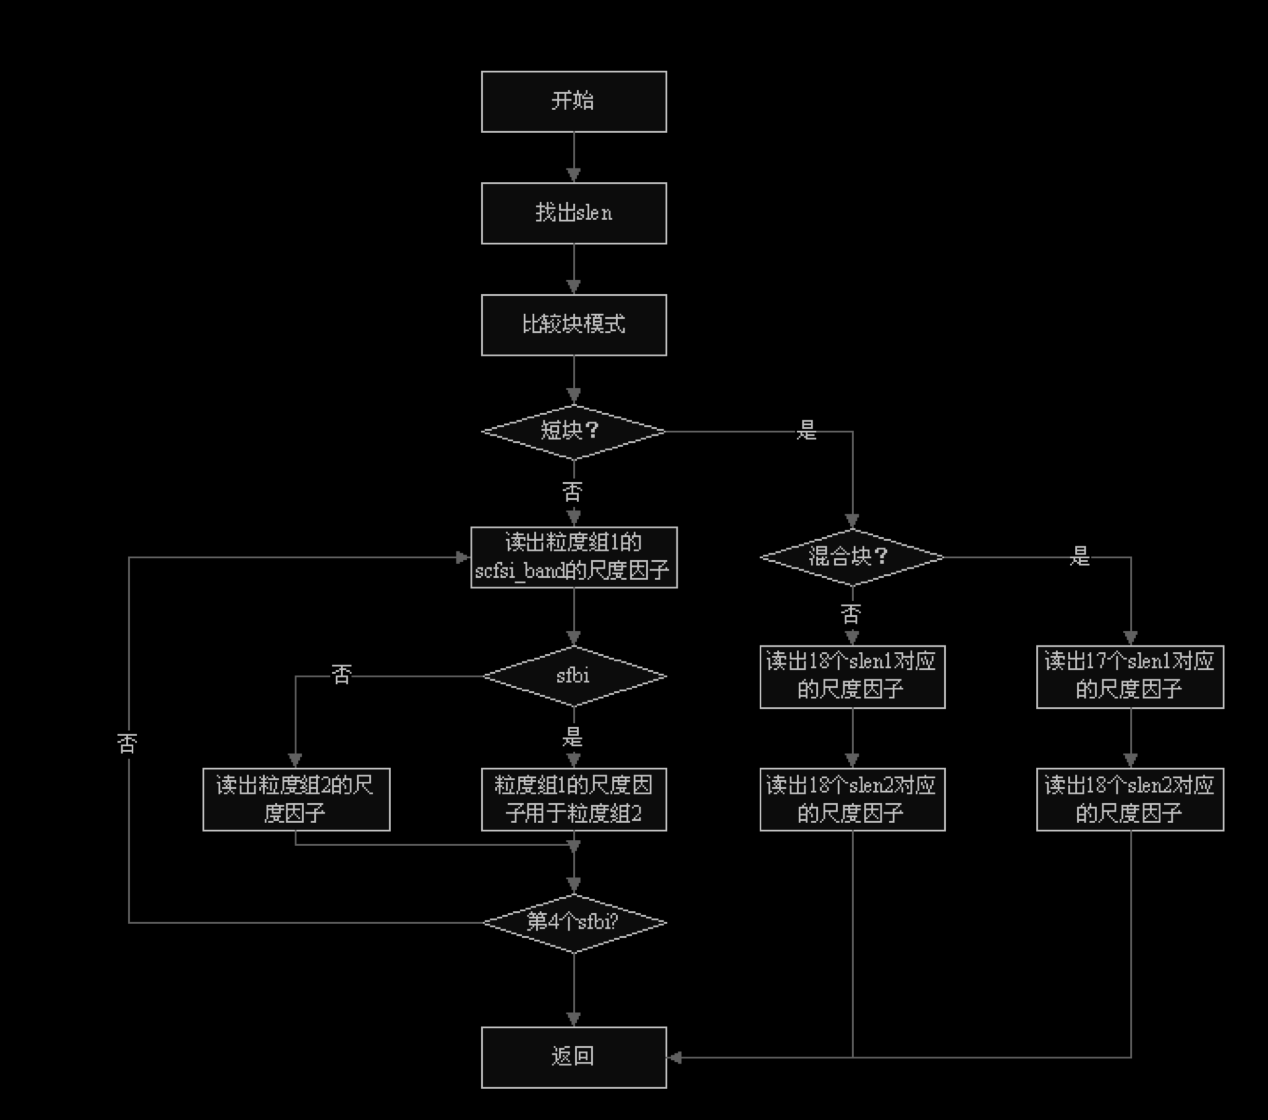 开始
找出slen
比较块模式
短块？
是
否
读出粒度组1的
scfsi_band的尺度因子
混合块？
是
否
sfbi
否
是
读出18个slen1对应
的尺度因子
读出17个slen1对应
的尺度因子
否
读出粒度组2的尺
度因子
粒度组1的尺度因
子用于粒度组2
读出18个slen2对应
的尺度因子
读出18个slen2对应
的尺度因子
第4个sfbi?
返回